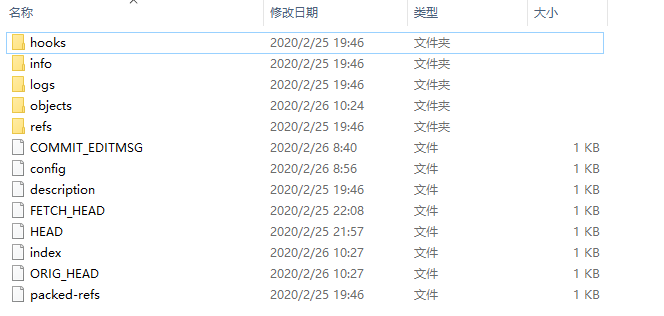 名称 修改日期 类型 大小
hooks 2020/2/25 19:46 文件夹
info 2020/2/25 19:46 文件夹
logs 2020/2/25 19:46 文件夹
objects 2020/2/26 10:24 文件夹
refs 2020/2/25 19:46 文件夹
COMMIT_EDITMSG 2020/2/26 8:40 文件 1 KB
config 2020/2/26 8:56 文件 1 KB
description 2020/2/25 19:46 文件 1 KB
FETCH_HEAD 2020/2/25 22:08 文件 1 KB
HEAD 2020/2/25 21:57 文件 1 KB
index 2020/2/26 10:27 文件 1 KB
ORIG_HEAD 2020/2/26 10:27 文件 1 KB
packed-refs 2020/2/25 19:46 文件 1 KB